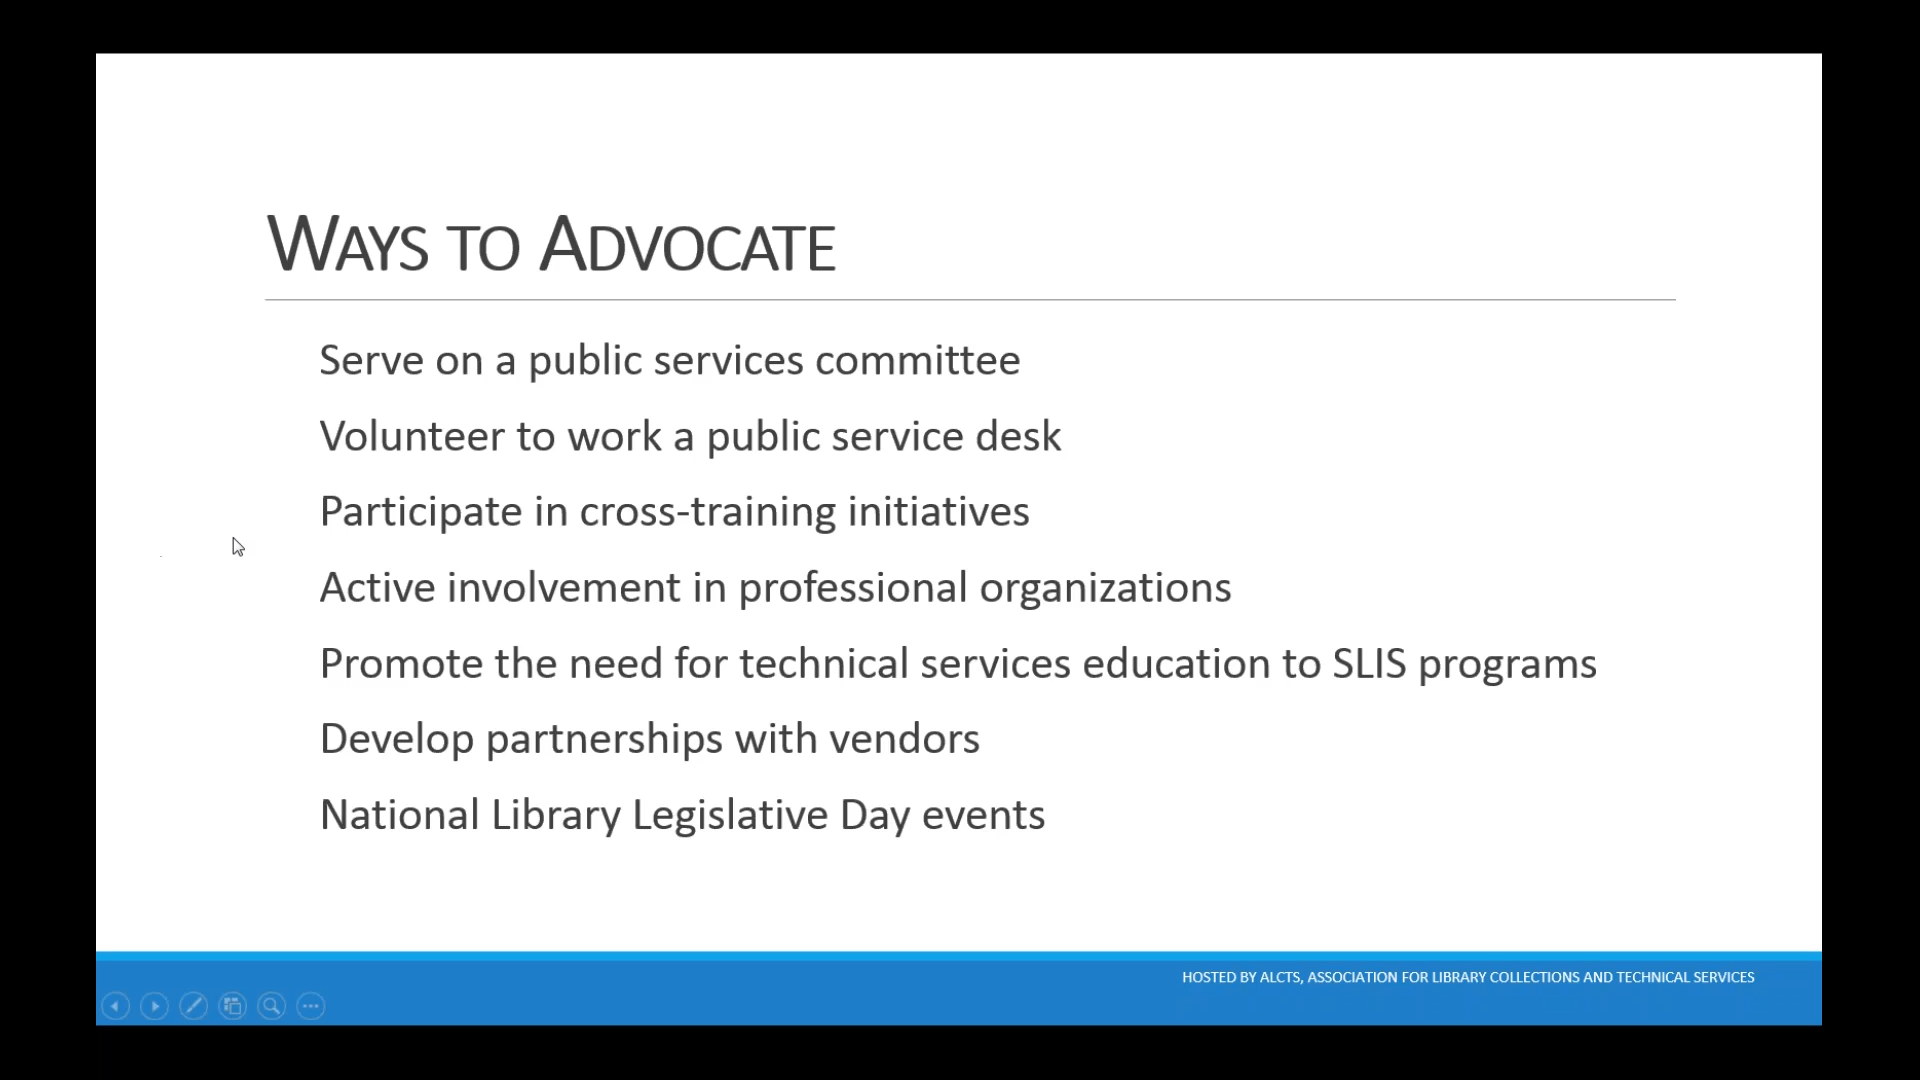 WAYS TO ADVOCATE
Serve on a public services committee
Volunteer to work a public service desk
Participate in cross-training initiatives
Active involvement in professional organizations
Promote the need for technical services education to SLIS programs
Develop partnerships with vendors
National Library Legislative Day events
HOSTED BY ALCTS, ASSOCIATION FOR LIBRARY COLLECTIONS AND TECHNICAL SERVICES